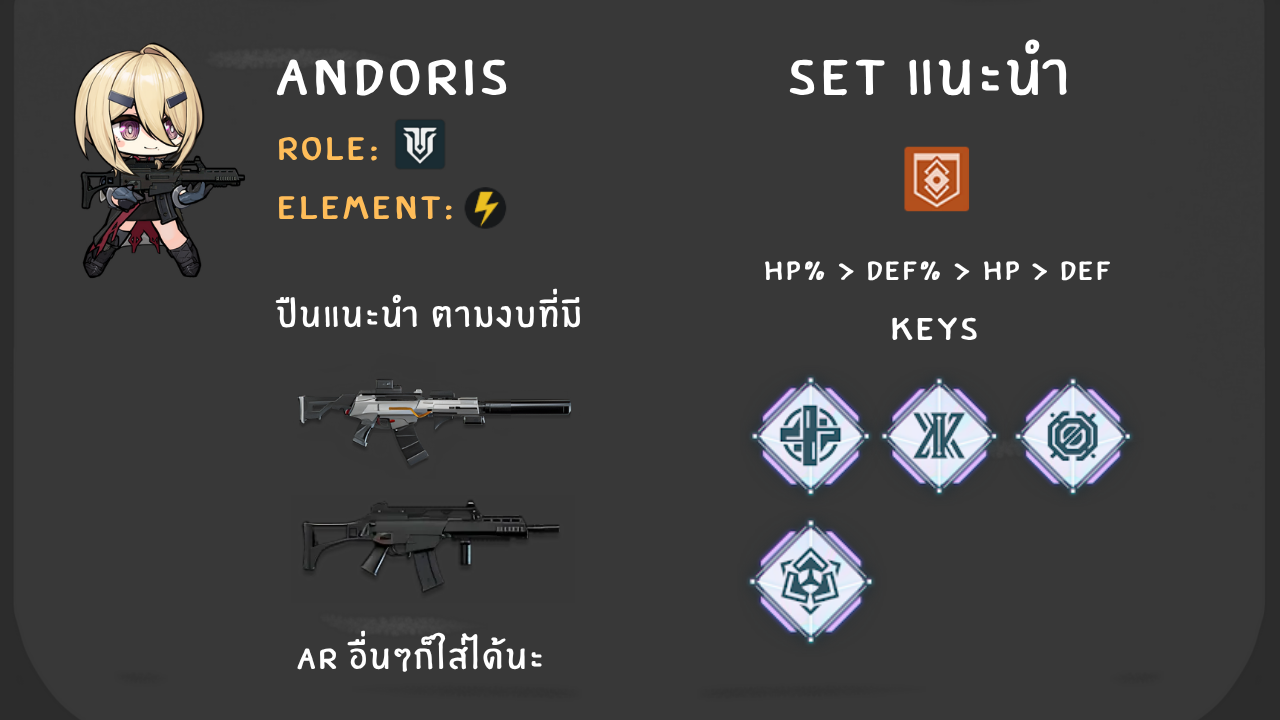 ANDORIS
ROLE:
ELEMENT:
ปืนแนะนำ ตามงบที่มี
AR อื่นๆก็ใส่ได้นะ
SET แนะนำ
HP% > DEF% > HP > DEF
KEYS